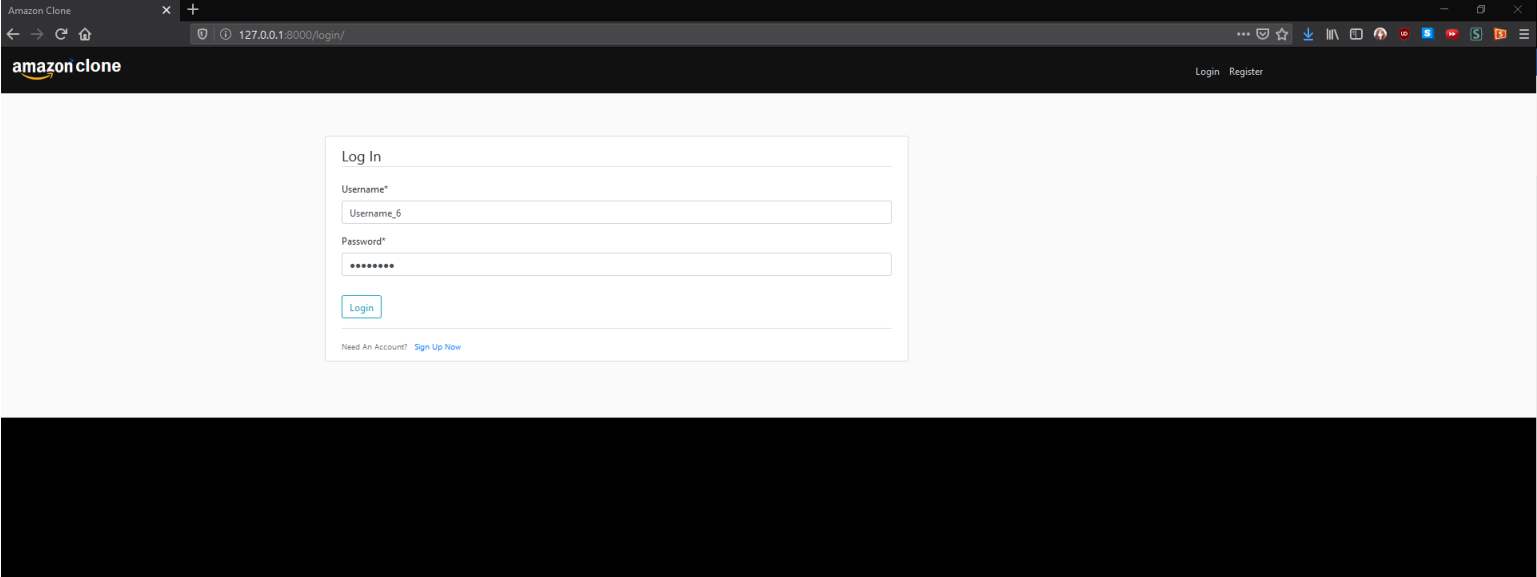 Amazon Clone
127.0.0.1:8000/login/
amazon clone
Login Register
Log In
Username*
Username_6
Password*
••••••••
Login
Need An Account? Sign Up Now